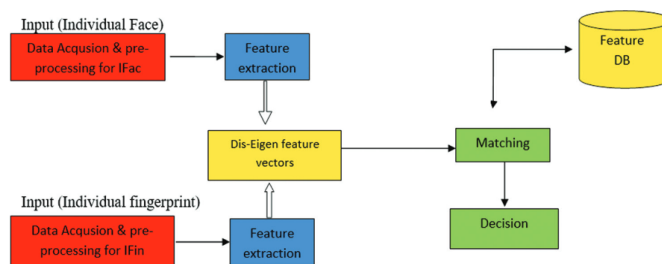 Input (Individual Face)
Data Acqusion & pre-
processing for IFac
Feature
extraction
Feature
DB
Dis-Eigen feature
vectors
Matching
Input (Individual fingerprint)
Data Acqusion & pre-
processing for IFin
Feature
extraction
Decision